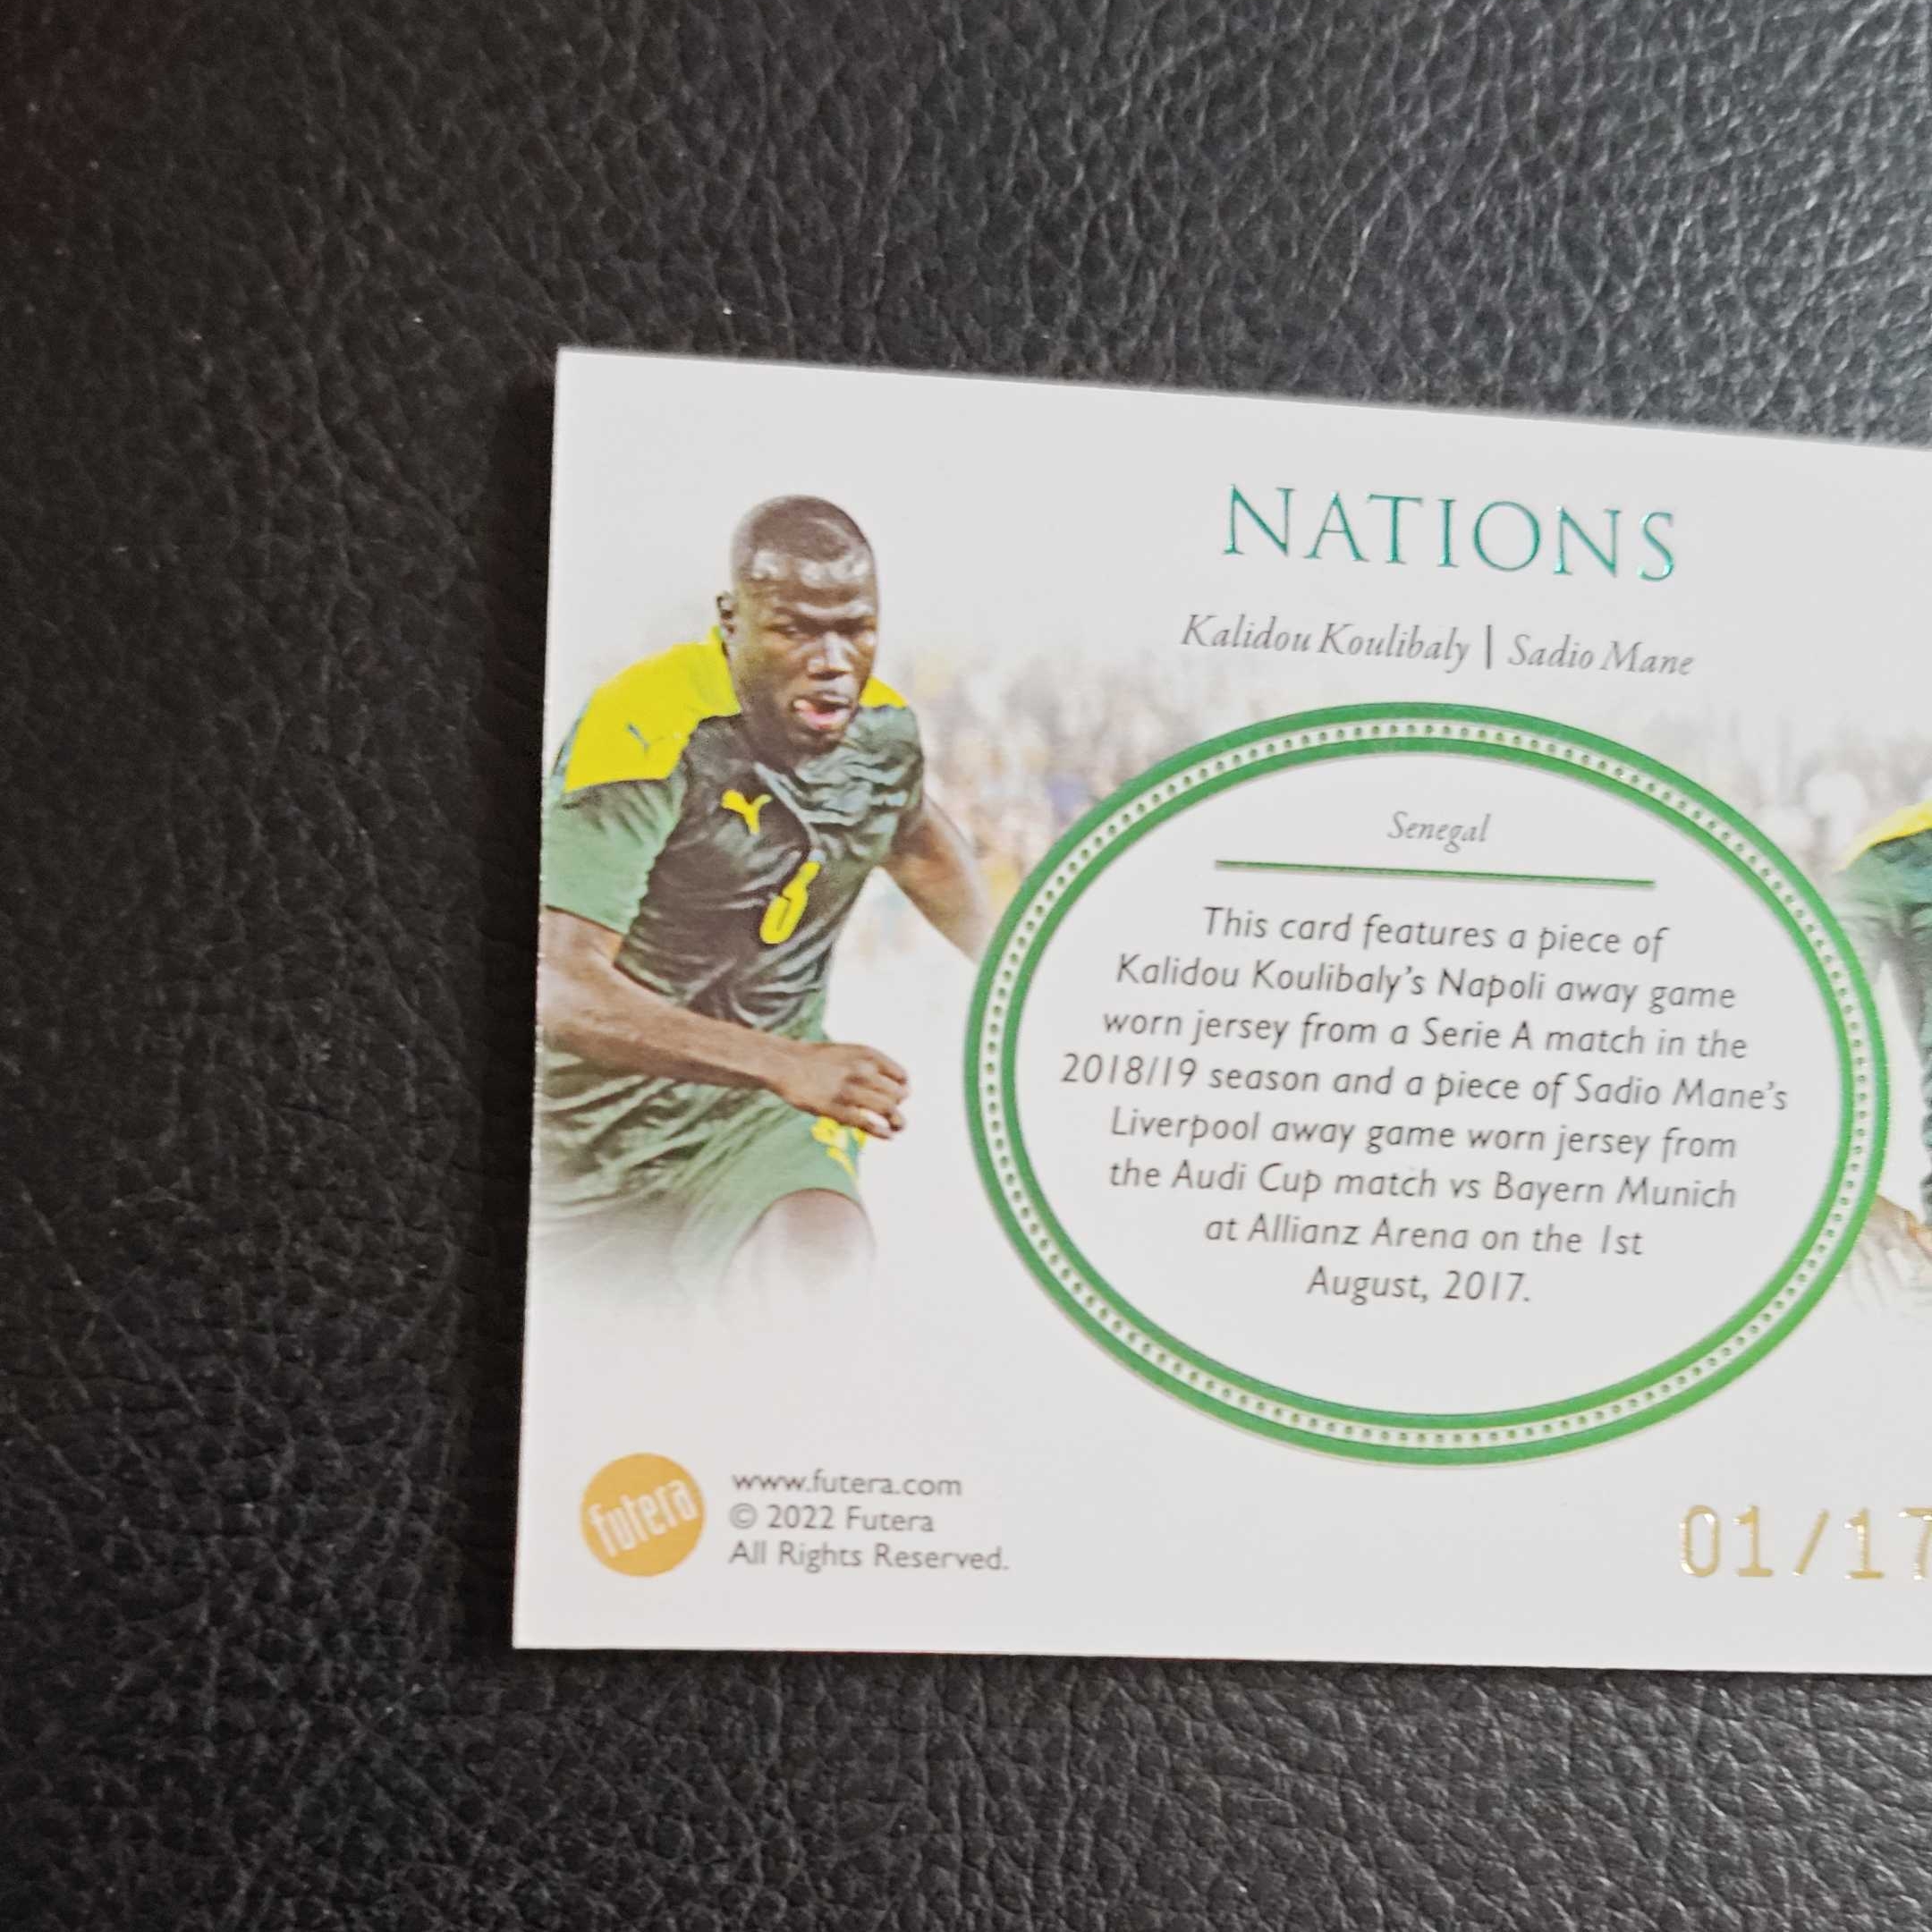 NATIONS
Kalidou Koulibaly | Sadio Mane
Senegal
This card features a piece of
Kalidou Koulibaly's Napoli away game
worn jersey from a Serie A match in the
2018/19 season and a piece of Sadio Mane's
Liverpool away game worn jersey from
the Audi Cup match vs Bayern Munich
at Allianz Arena on the 1st
August, 2017.
3
futera
www.futera.com
© 2022 Futera
All Rights Reserved.
01/17